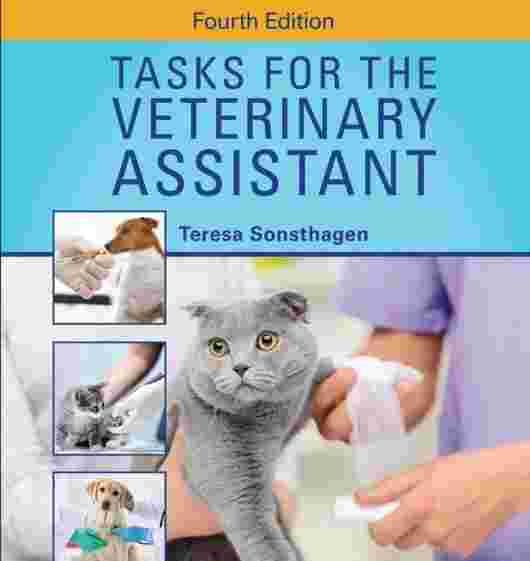 Fourth Edition
TASKS FOR THE
VETERINARY
ASSISTANT
Teresa Sonsthagen